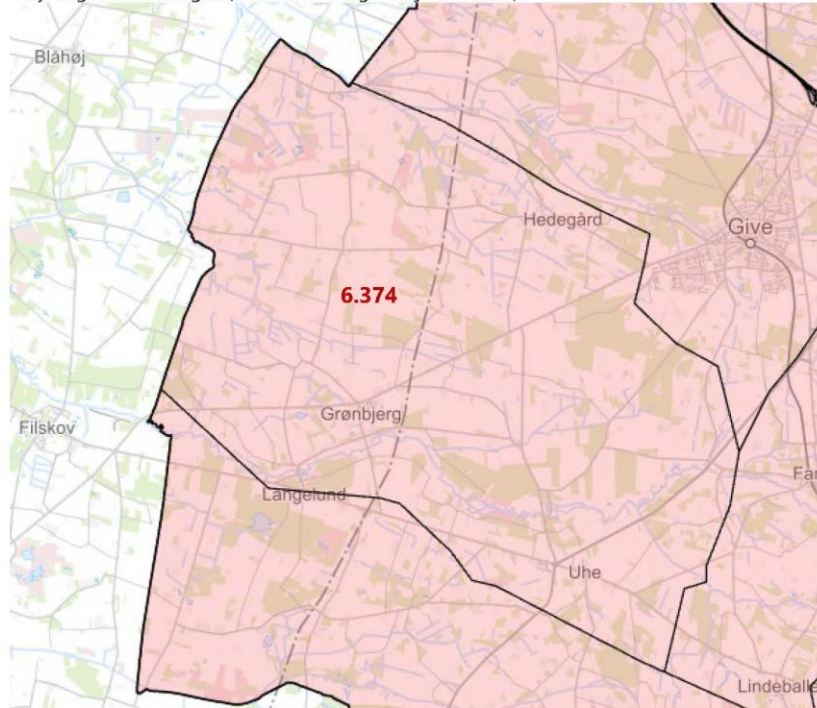 Blåhøj
Hedegård
Give
6.374
Grønbjerg
Filskov
Langelund
Uhe
Lindeballe